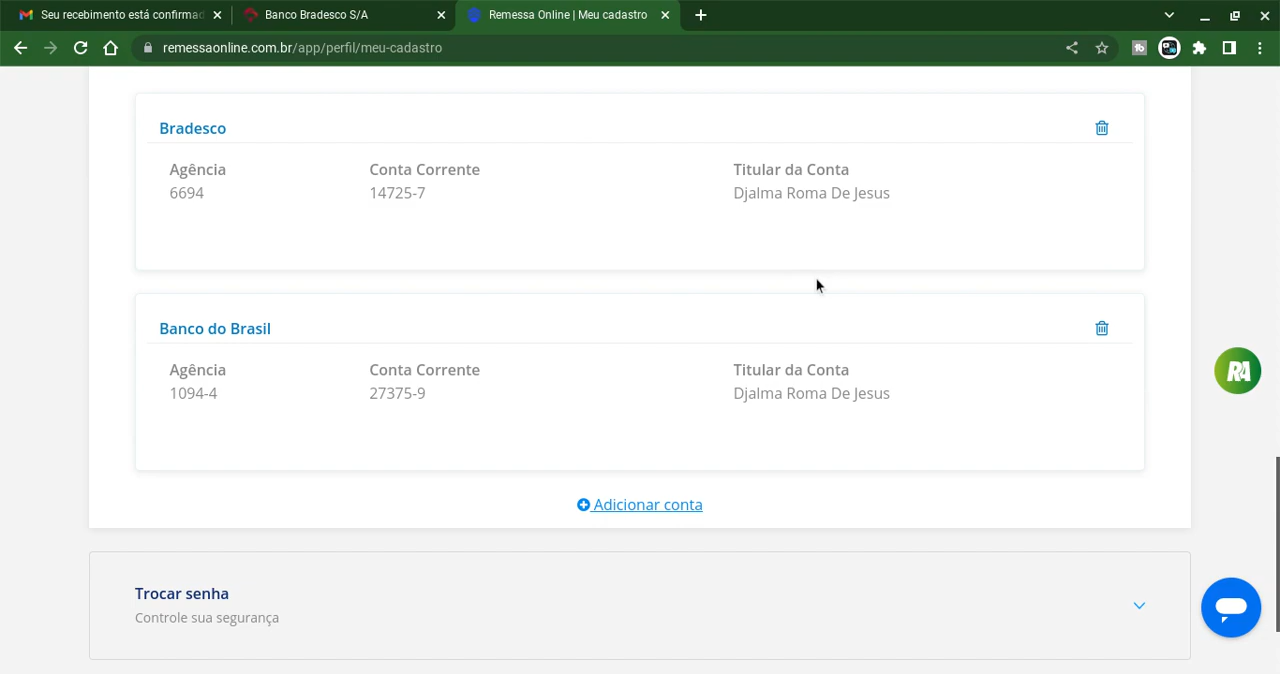 Seu recebimento está confirmad
Banco Bradesco S/A
Remessa Online | Meu cadastro
remessaonline.com.br/app/perfil/meu-cadastro
Bradesco
Agência Conta Corrente Titular da Conta
6694 14725-7 Djalma Roma De Jesus
Banco do Brasil
Agência Conta Corrente Titular da Conta
1094-4 27375-9 Djalma Roma De Jesus
RA
Adicionar conta
Trocar senha
Controle sua segurança